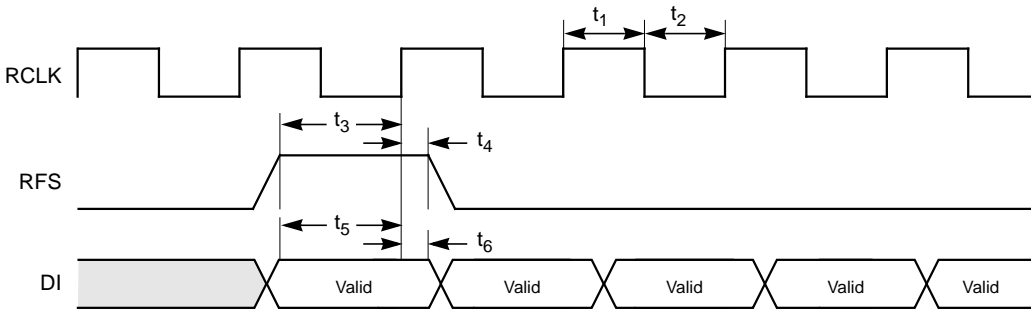 t1 t2
RCLK
t3
t4
RFS
t5
t6
DI Valid Valid Valid Valid Valid